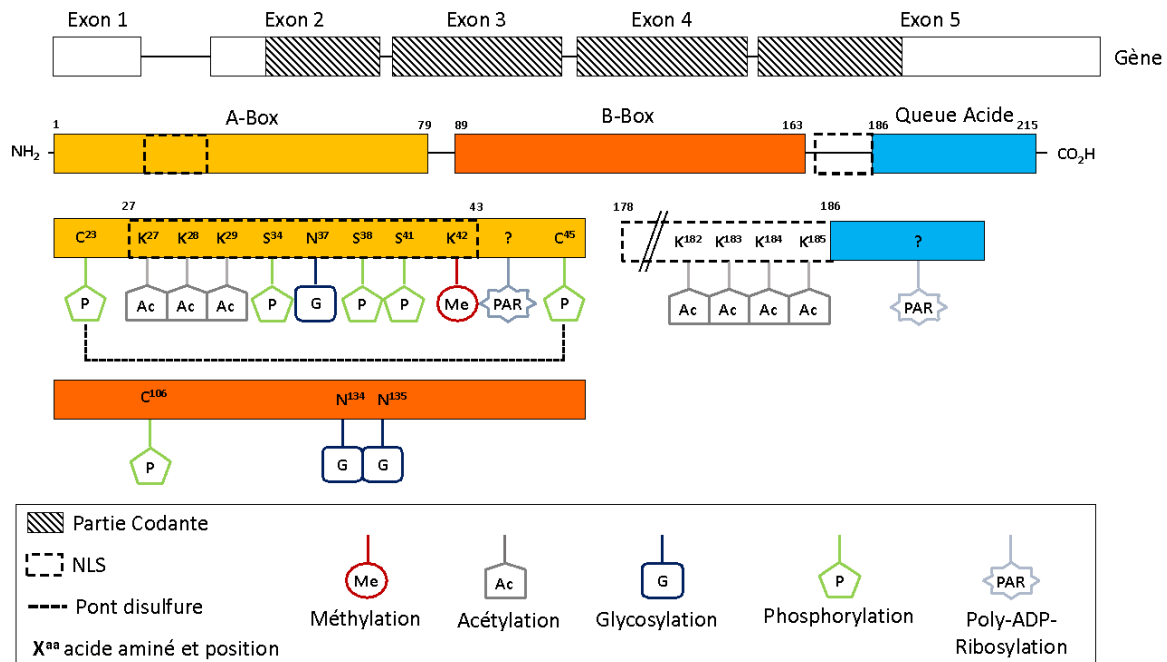 Exon 1 Exon 2 Exon 3 Exon 4 Exon 5
Gène
A-Box B-Box Queue Acide
1 79 89 163 186 215
NH₂ CO₂H
27 43 178 186
C²³ K²⁷ K²⁸ K²⁹ S³⁴ N³⁷ S³⁸ S⁴¹ K⁴² ? C⁴⁵ K¹⁸² K¹⁸³ K¹⁸⁴ K¹⁸⁵ ?
P Ac Ac Ac P G P P Me PAR P Ac Ac Ac Ac PAR
C¹⁰⁶ N¹³⁴ N¹³⁵
P G G
Partie Codante
NLS
Pont disulfure
Xᵃᵃ acide aminé et position
Me Ac G P PAR
Méthylation Acétylation Glycosylation Phosphorylation Poly-ADP-
Ribosylation